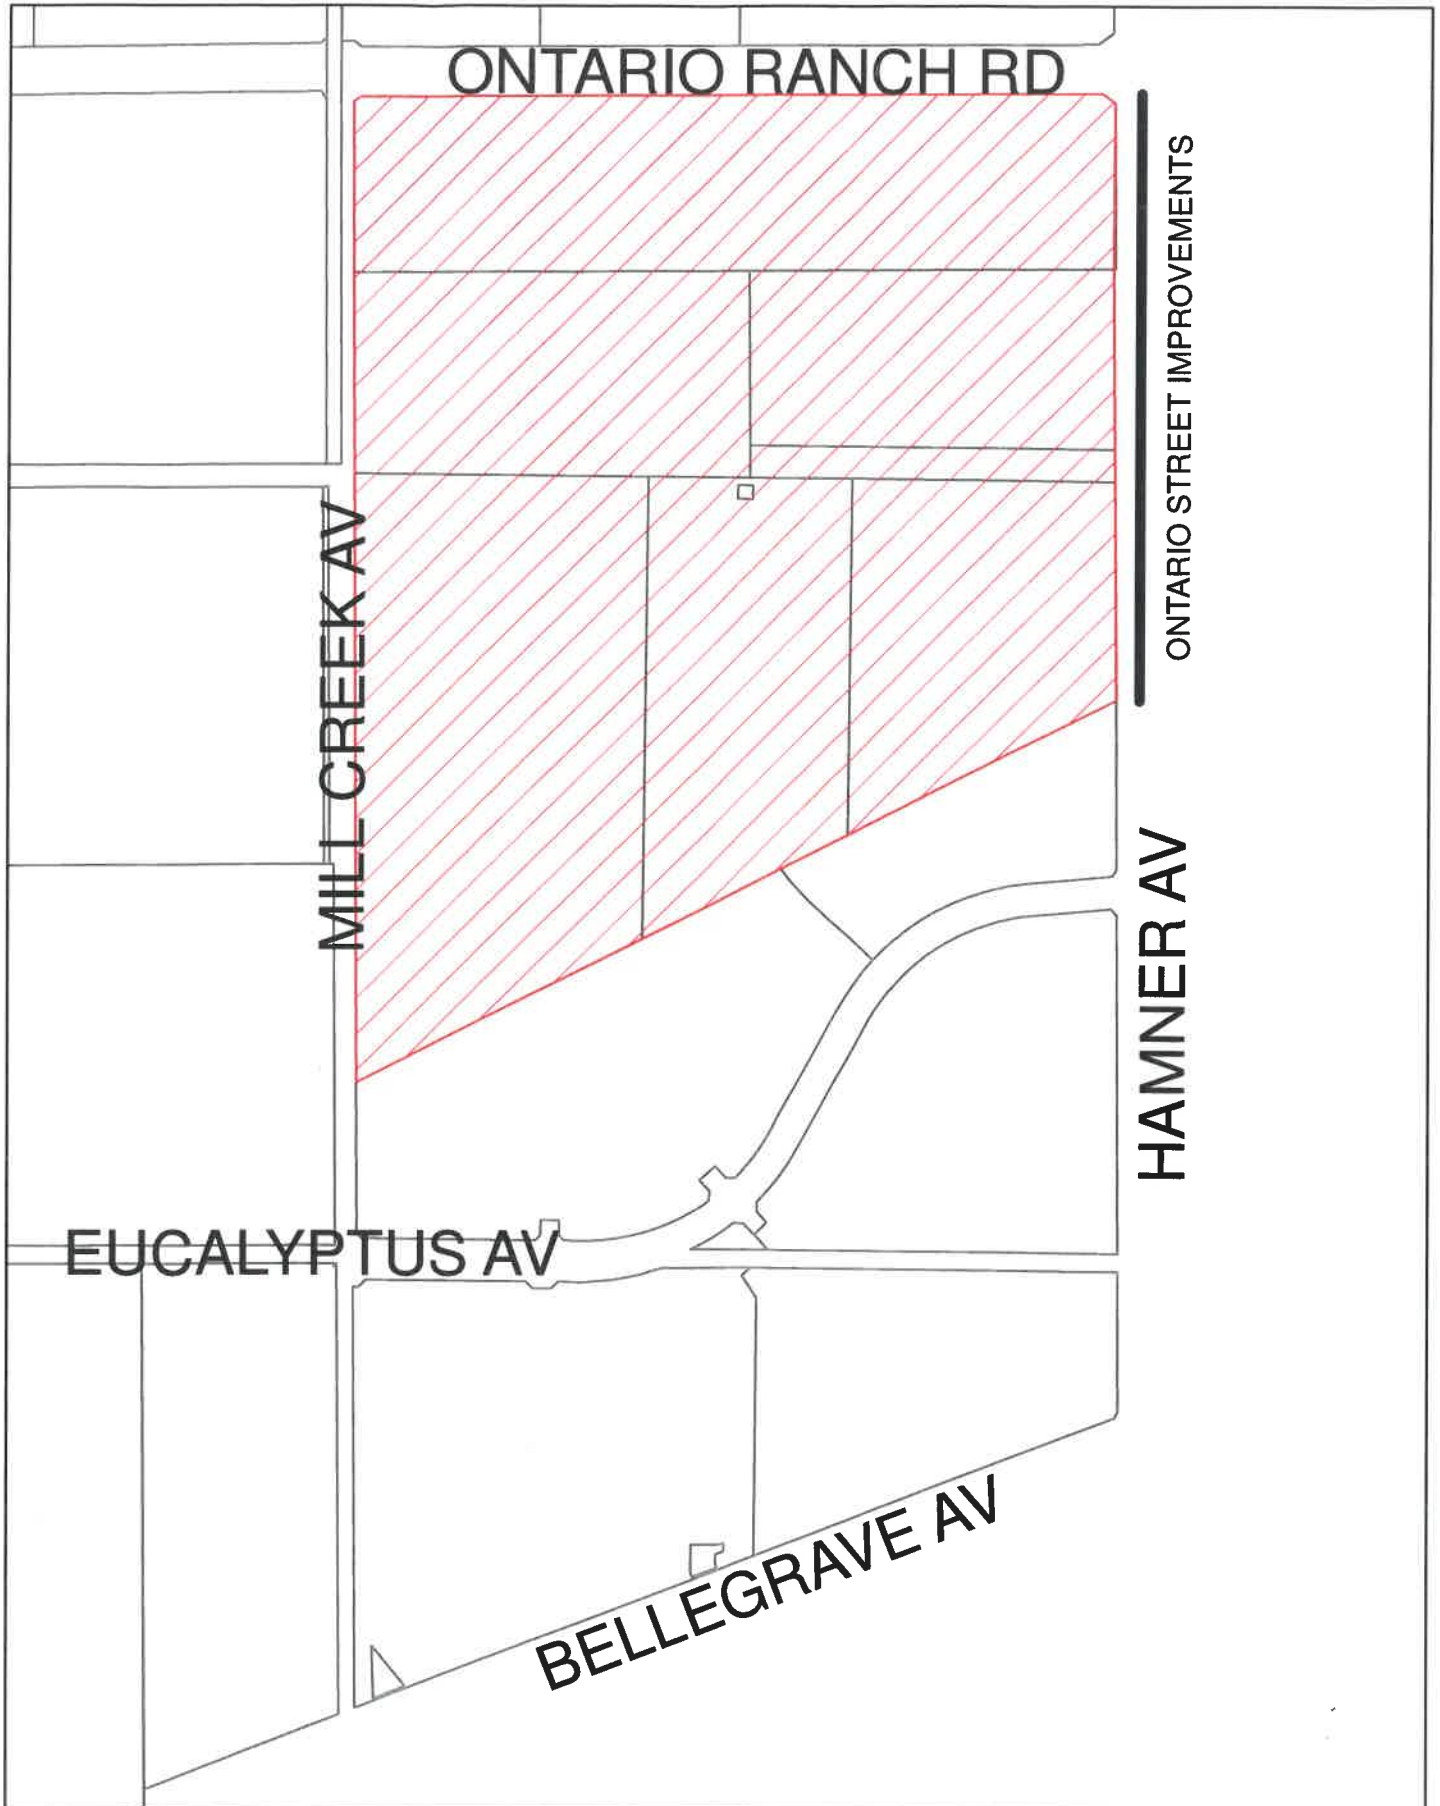 ONTARIO RANCH RD
ONTARIO STREET IMPROVEMENTS
MILL CREEK AV
HAMNER AV
EUCALYPTUS AV
BELLEGRAVE AV